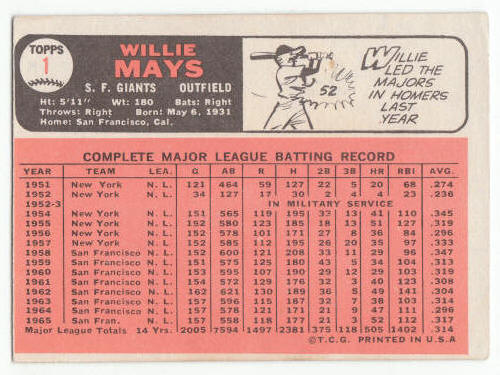 TOPPS
1
WILLIE
MAYS
S. F. GIANTS OUTFIELD
Ht: 5'11" Wt: 180 Bats: Right
Throws: Right Born: May 6, 1931
Home: San Francisco, Cal.
52
WILLIE
LED THE
MAJORS
IN HOMERS
LAST
YEAR
COMPLETE MAJOR LEAGUE BATTING RECORD
YEAR TEAM LEA. G AB R H 2B 3B HR RBI AVG.
1951 New York N. L. 121 464 59 127 22 5 20 68 .274
1952 New York N. L. 34 127 17 30 2 4 4 23 .236
1952-3 IN MILITARY SERVICE
1954 New York N. L. 151 565 119 195 33 13 41 110 .345
1955 New York N. L. 152 580 123 185 18 13 51 127 .319
1956 New York N. L. 152 578 101 171 27 8 36 84 .296
1957 New York N. L. 152 585 112 195 26 20 35 97 .333
1958 San Francisco N. L. 152 600 121 208 33 11 29 96 .347
1959 San Francisco N. L. 151 575 125 180 43 5 34 104 .313
1960 San Francisco N. L. 153 595 107 190 29 12 29 103 .319
1961 San Francisco N. L. 154 572 129 176 32 3 40 123 .308
1962 San Francisco N. L. 162 621 130 189 36 5 49 141 .304
1963 San Francisco N. L. 157 596 115 187 32 7 38 103 .314
1964 San Francisco N. L. 157 578 121 171 21 9 47 111 .296
1965 San Fran. N. L. 157 558 118 177 21 3 52 112 .317
Major League Totals 14 Yrs. 2005 7594 1497 2381 375 118 505 1402 .314
© T.C.G. PRINTED IN U.S.A.